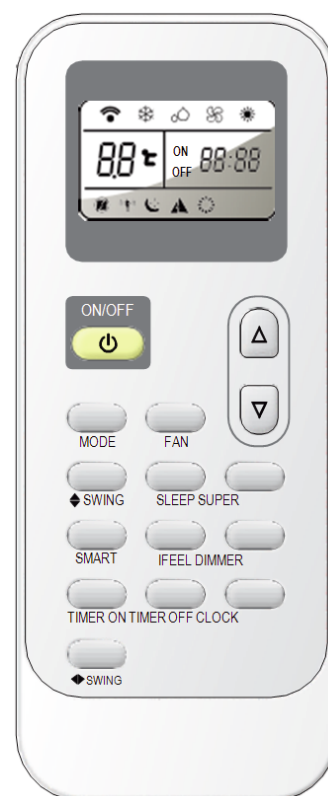 88 °C
ON 88:88
OFF
ON/OFF
MODE FAN
SWING SLEEP SUPER
SMART IFEEL DIMMER
TIMER ON TIMER OFF CLOCK
SWING